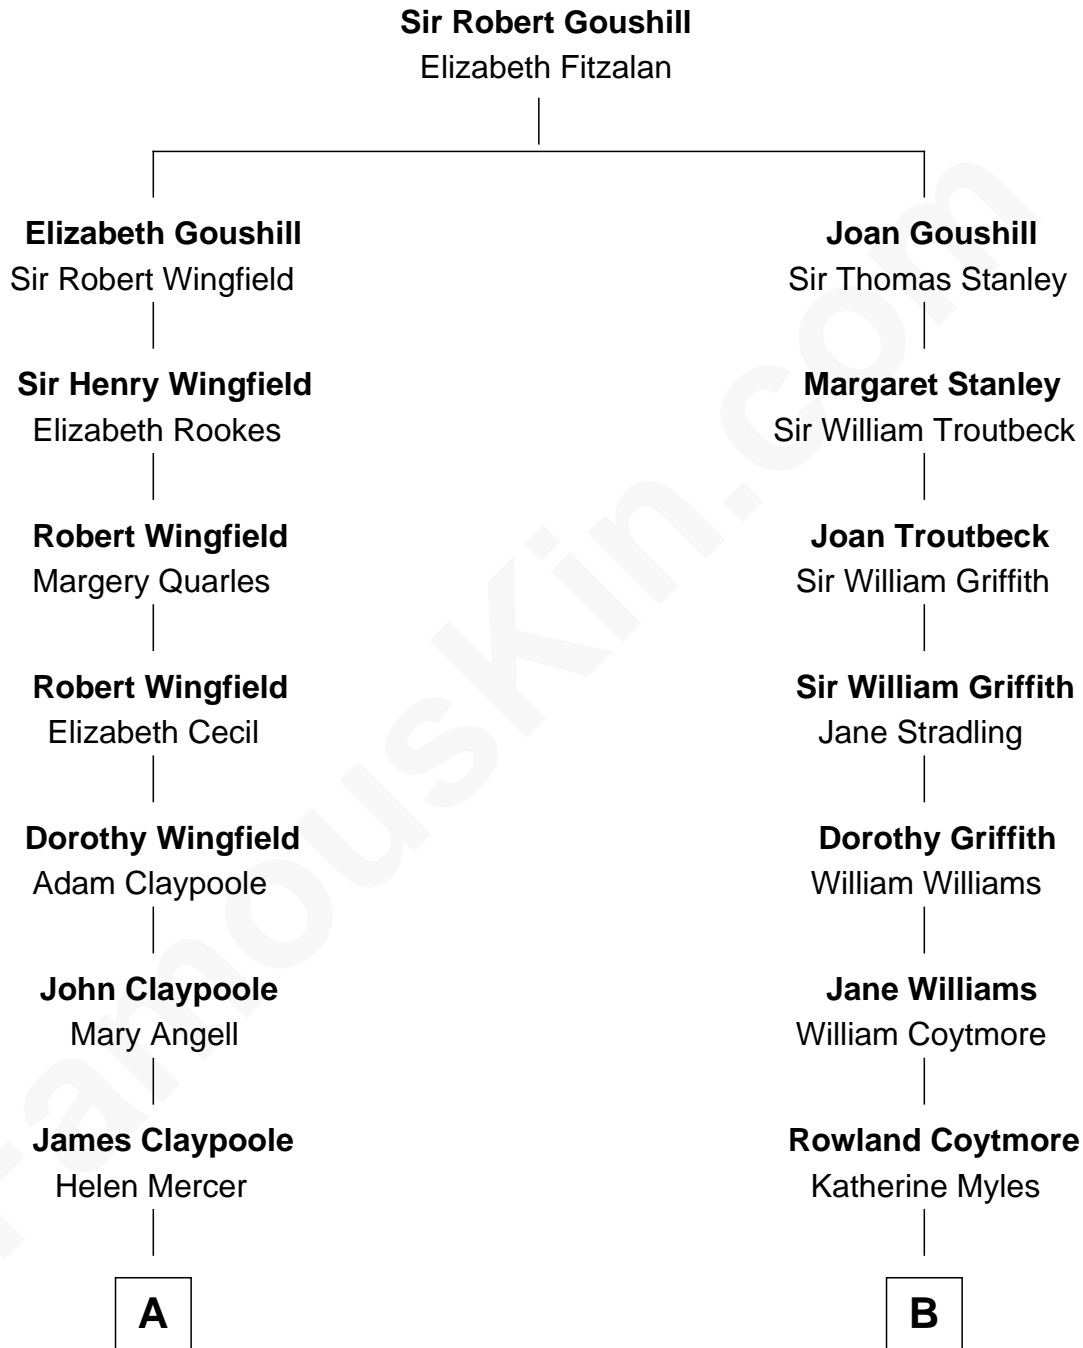 Sir Robert Goushill
Elizabeth Fitzalan
Elizabeth Goushill
Sir Robert Wingfield
Joan Goushill
Sir Thomas Stanley
Sir Henry Wingfield
Elizabeth Rookes
Margaret Stanley
Sir William Troutbeck
Robert Wingfield
Margery Quarles
Joan Troutbeck
Sir William Griffith
Robert Wingfield
Elizabeth Cecil
Sir William Griffith
Jane Stradling
Dorothy Wingfield
Adam Claypoole
Dorothy Griffith
William Williams
John Claypoole
Mary Angell
Jane Williams
William Coytmore
James Claypoole
Helen Mercer
Rowland Coytmore
Katherine Myles
A
B
FamousKin.com